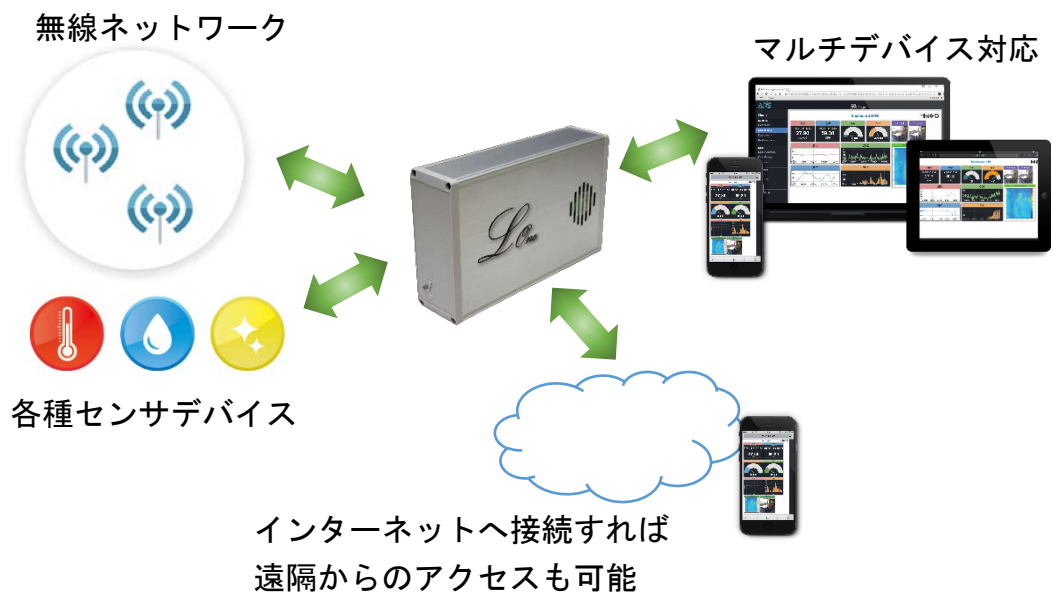 無線ネットワーク
マルチデバイス対応
各種センサデバイス
インターネットへ接続すれば
遠隔からのアクセスも可能